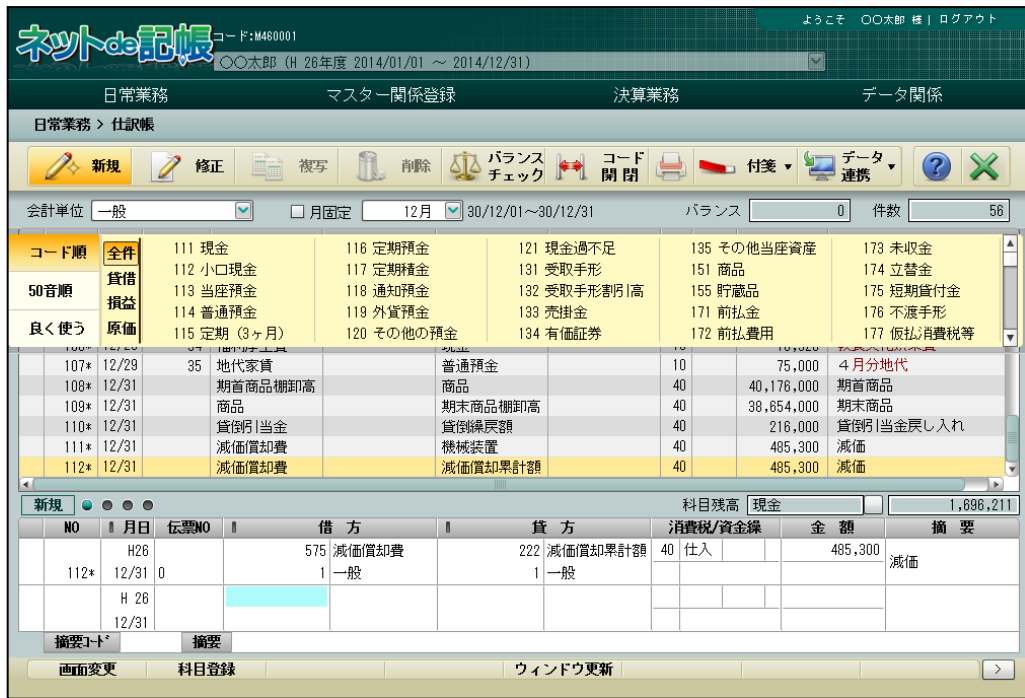 ようこそ 〇〇太郎 様 | ログアウト
ネットde記帳 コード:M460001
〇〇太郎 (H 26年度 2014/01/01 ～ 2014/12/31)
日常業務 マスター関係登録 決算業務 データ関係
日常業務 > 仕訳帳
新規 修正 複写 削除 バランスチェック コード開閉 付箋 データ連携
会計単位 一般 月固定 12月 30/12/01～30/12/31 バランス 0 件数 56
コード順 全件 111 現金 116 定期預金 121 現金過不足 135 その他当座資産 173 未収金
貸借 112 小口現金 117 定期積金 131 受取手形 151 商品 174 立替金
50音順 113 当座預金 118 通知預金 132 受取手形割引高 155 貯蔵品 175 短期貸付金
損益 114 普通預金 119 外貨預金 133 売掛金 171 前払金 176 不渡手形
良く使う 原価 115 定期（3ヶ月） 120 その他の預金 134 有価証券 172 前払費用 177 仮払消費税等
107* 12/29 35 地代家賃 普通預金 10 75,000 4月分地代
108* 12/31 期首商品棚卸高 商品 40 40,176,000 期首商品
109* 12/31 商品 期末商品棚卸高 40 38,654,000 期末商品
110* 12/31 貸倒引当金 貸倒繰戻額 40 216,000 貸倒引当金戻し入れ
111* 12/31 減価償却費 機械装置 40 485,300 減価
112* 12/31 減価償却費 減価償却累計額 40 485,300 減価
新規 科目残高 現金 1,696,211
NO 月日 伝票NO 借 方 貸 方 消費税/資金繰 金 額 摘 要
H26 575 減価償却費 222 減価償却累計額 40 仕入 485,300 減価
112* 12/31 0 1 一般 1 一般
H 26
12/31
摘要コード 摘要
画面変更 科目登録 ウィンドウ更新